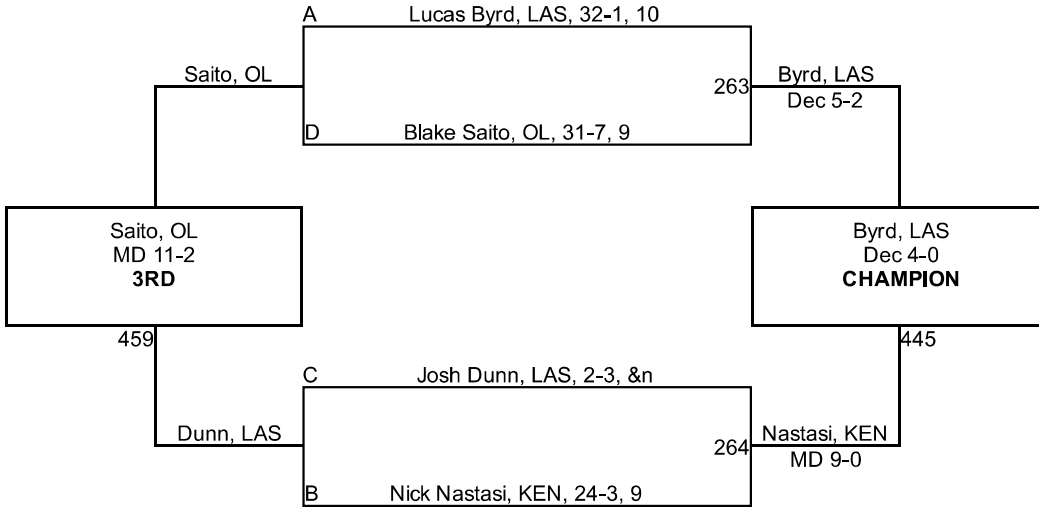 A
Lucas Byrd, LAS, 32-1, 10
Saito, OL
263
Byrd, LAS
Dec 5-2
D
Blake Saito, OL, 31-7, 9
Saito, OL
MD 11-2
3RD
Byrd, LAS
Dec 4-0
CHAMPION
459
445
C
Josh Dunn, LAS, 2-3, &n
Dunn, LAS
264
Nastasi, KEN
MD 9-0
B
Nick Nastasi, KEN, 24-3, 9